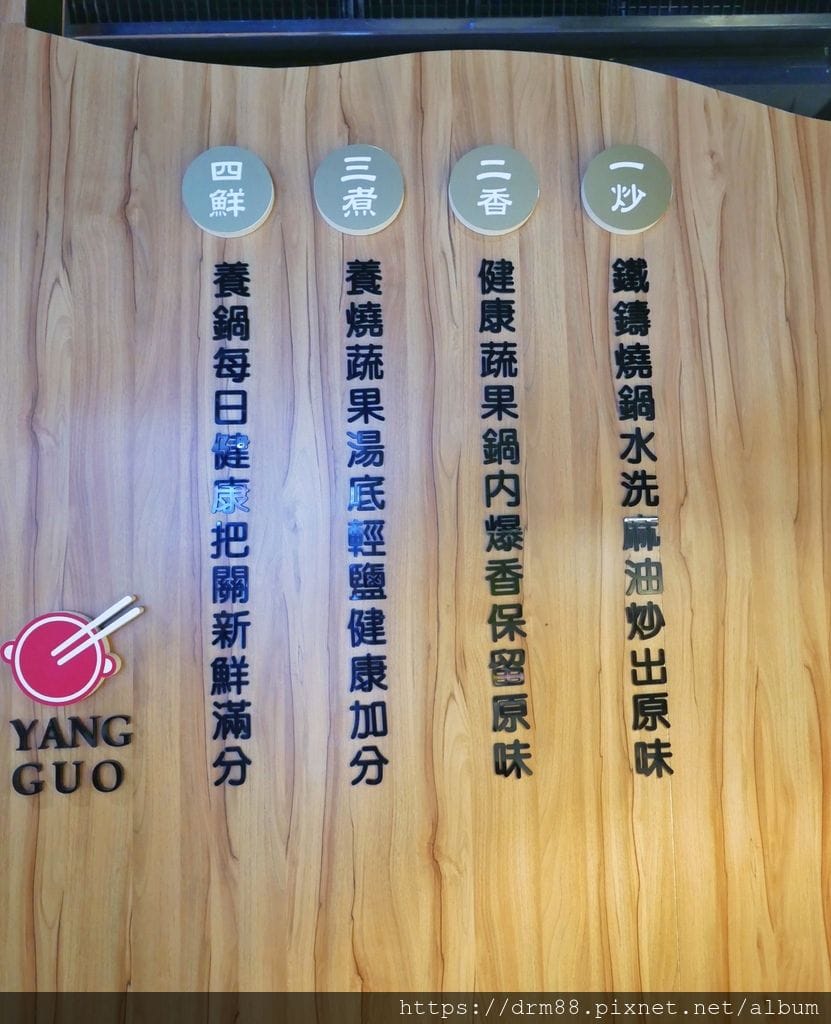 一炒
鐵鑄燒鍋水洗麻油炒出原味
二香
健康蔬果鍋內爆香保留原味
三煮
養燒蔬果湯底輕鹽健康加分
四鮮
養鍋每日健康把關新鮮滿分
YANG
GUO
https://drm88.pixnet.net/album